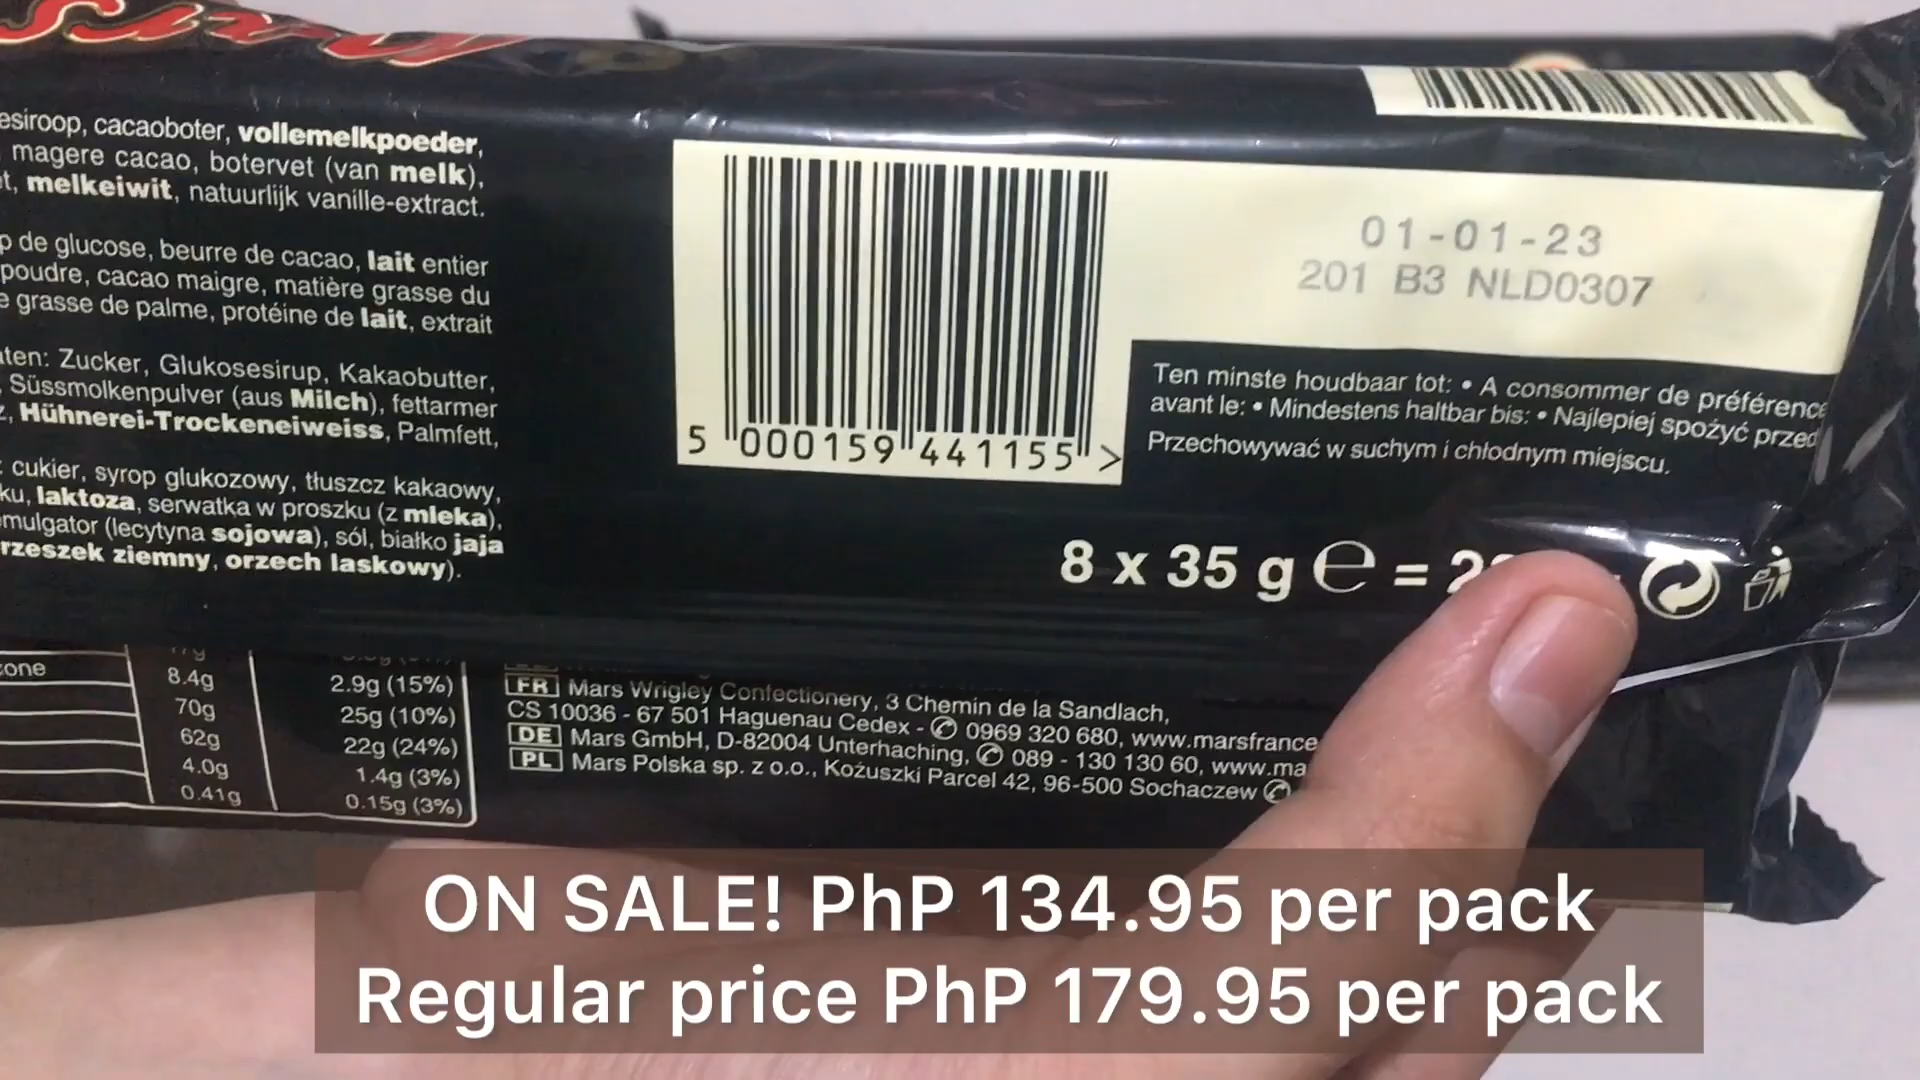 Mars
esiroop, cacaoboter, vollemelkpoeder,
magere cacao, botervet (van melk),
melkeiwit, natuurlijk vanille-extract.
de glucose, beurre de cacao, lait entier
poudre, cacao maigre, matière grasse du
grasse de palme, protéine de lait, extrait
Zucker, Glukosesirup, Kakaobutter,
Süssmolkenpulver (aus Milch), fettarmer
Hühnerei-Trockeneiweiss, Palmfett,
cukier, syrop glukozowy, tłuszcz kakaowy,
laktoza, serwatka w proszku (z mleka),
emulgator (lecytyna sojowa), sól, białko jaja
rzeszek ziemny, orzech laskowy).
5 000159 441155 >
01-01-23
201 B3 NLD0307
Ten minste houdbaar tot: • A consommer de préférence
avant le: • Mindestens haltbar bis: • Najlepiej spożyć przed
Przechowywać w suchym i chłodnym miejscu.
8 x 35 g e =
8.4g 2.9g (15%)
70g 25g (10%)
62g 22g (24%)
4.0g 1.4g (3%)
0.41g 0.15g (3%)
FR Mars Wrigley Confectionery, 3 Chemin de la Sandlach,
CS 10036 - 67 501 Haguenau Cedex - ✆ 0969 320 680, www.marsfrance
DE Mars GmbH, D-82004 Unterhaching, ✆ 089 - 130 130 60, www.ma
PL Mars Polska sp. z o.o., Kożuszki Parcel 42, 96-500 Sochaczew ✆
ON SALE! PhP 134.95 per pack
Regular price PhP 179.95 per pack